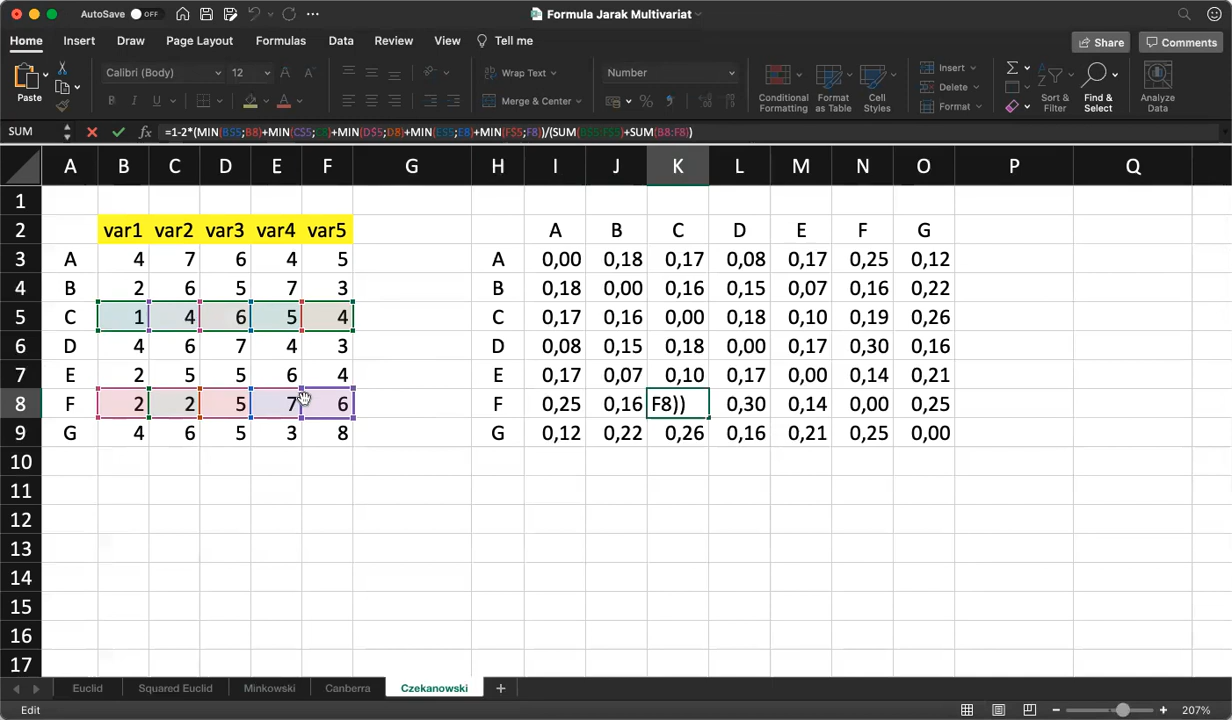 AutoSave OFF Formula Jarak Multivariat
Home Insert Draw Page Layout Formulas Data Review View Tell me Share Comments
Paste Calibri (Body) 12 Wrap Text Merge & Center Number Conditional Formatting Format as Table Cell Styles Insert Delete Format Sort & Filter Find & Select Analyze Data
SUM fx =1-2*(MIN(B$5;B8)+MIN(C$5;C8)+MIN(D$5;D8)+MIN(E$5;E8)+MIN(F$5;F8))/(SUM(B$5:F$5)+SUM(B8:F8))
A B C D E F G H I J K L M N O P Q
1
2 var1 var2 var3 var4 var5 A B C D E F G
3 A 4 7 6 4 5 A 0,00 0,18 0,17 0,08 0,17 0,25 0,12
4 B 2 6 5 7 3 B 0,18 0,00 0,16 0,15 0,07 0,16 0,22
5 C 1 4 6 5 4 C 0,17 0,16 0,00 0,18 0,10 0,19 0,26
6 D 4 6 7 4 3 D 0,08 0,15 0,18 0,00 0,17 0,30 0,16
7 E 2 5 5 6 4 E 0,17 0,07 0,10 0,17 0,00 0,14 0,21
8 F 2 2 5 7 6 F 0,25 0,16 F8)) 0,30 0,14 0,00 0,25
9 G 4 6 5 3 8 G 0,12 0,22 0,26 0,16 0,21 0,25 0,00
10
11
12
13
14
15
16
17
Euclid Squared Euclid Minkowski Canberra Czekanowski
Edit 207%